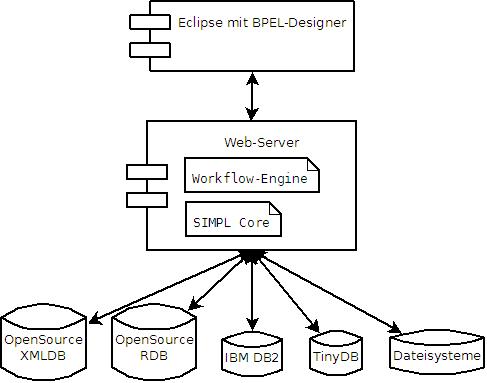 Eclipse mit BPEL-Designer
Web-Server
Workflow-Engine
SIMPL Core
OpenSource
XMLDB
OpenSource
RDB
IBM DB2
TinyDB
Dateisysteme